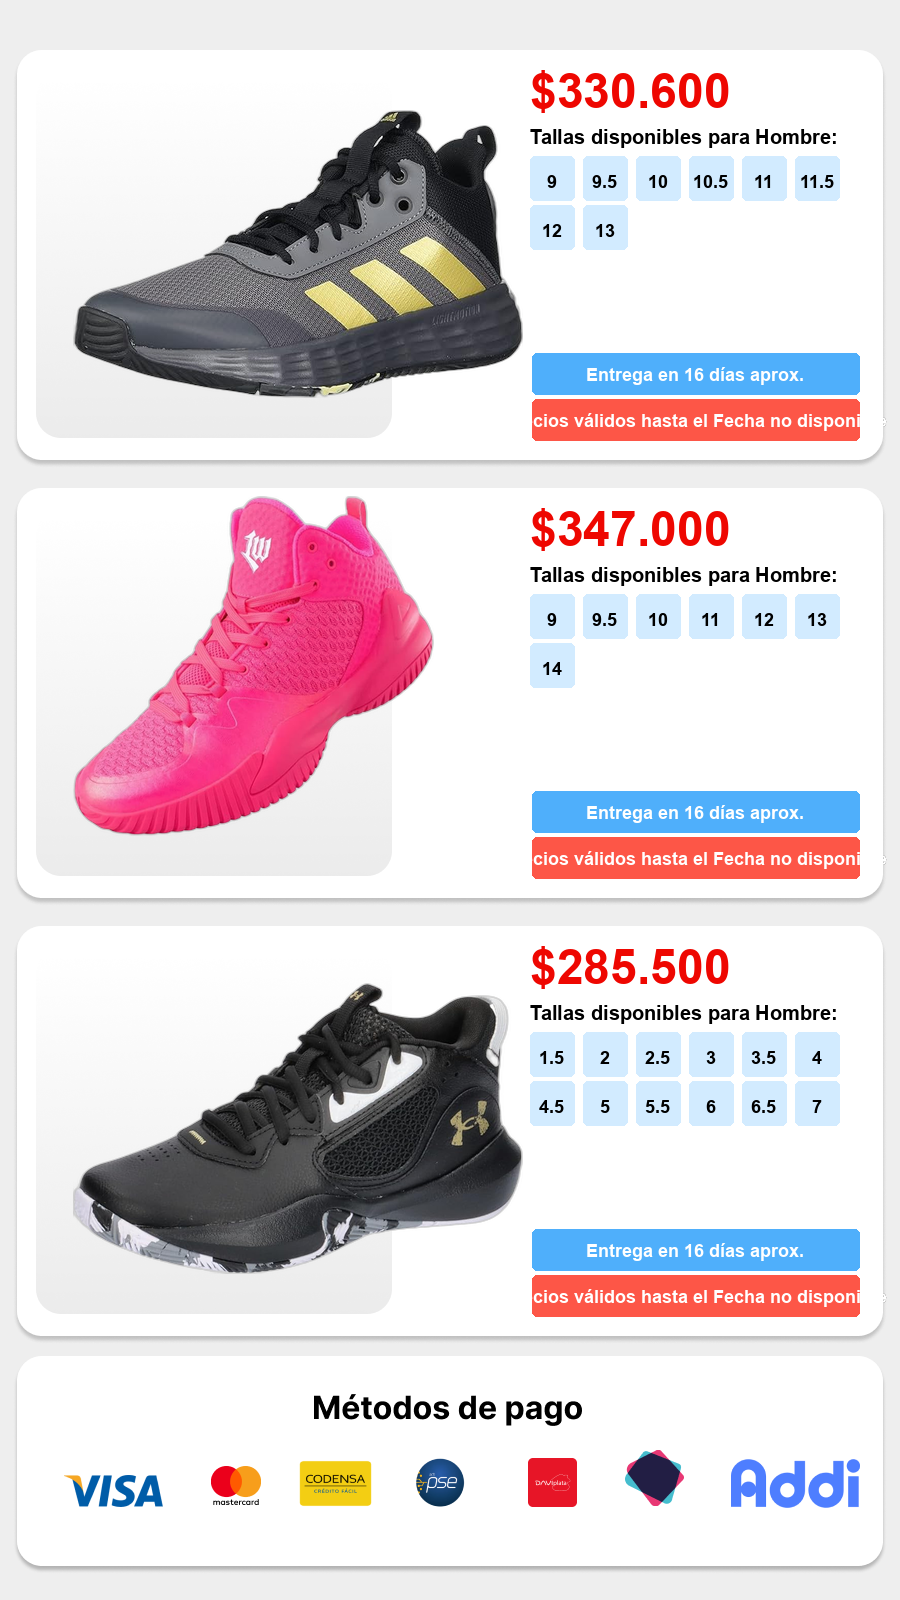 $330.600
Tallas disponibles para Hombre:
9 9.5 10 10.5 11 11.5
12 13
Entrega en 16 días aprox.
cios válidos hasta el Fecha no disponi
$347.000
Tallas disponibles para Hombre:
9 9.5 10 11 12 13
14
Entrega en 16 días aprox.
cios válidos hasta el Fecha no disponi
$285.500
Tallas disponibles para Hombre:
1.5 2 2.5 3 3.5 4
4.5 5 5.5 6 6.5 7
Entrega en 16 días aprox.
cios válidos hasta el Fecha no disponi
Métodos de pago
VISA mastercard CODENSA pse DAVIplata Addi
CRÉDITO FÁCIL